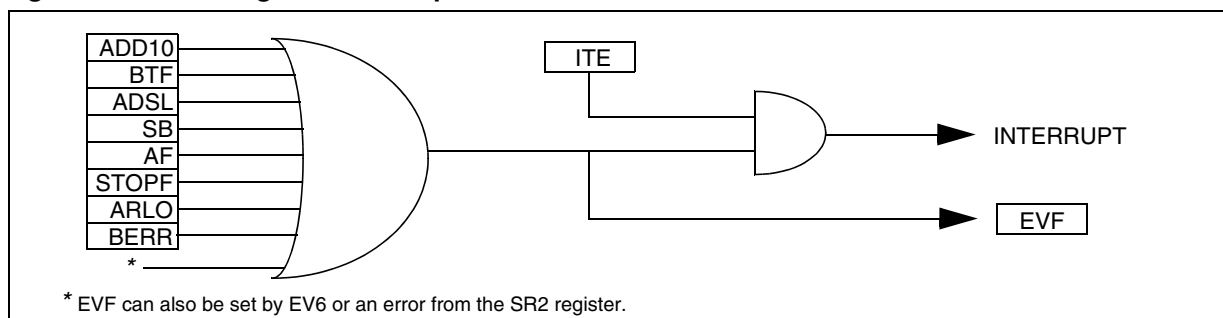 ADD10
BTF
ADSL
SB
AF
STOPF
ARLO
BERR
*
ITE
INTERRUPT
EVF
* EVF can also be set by EV6 or an error from the SR2 register.